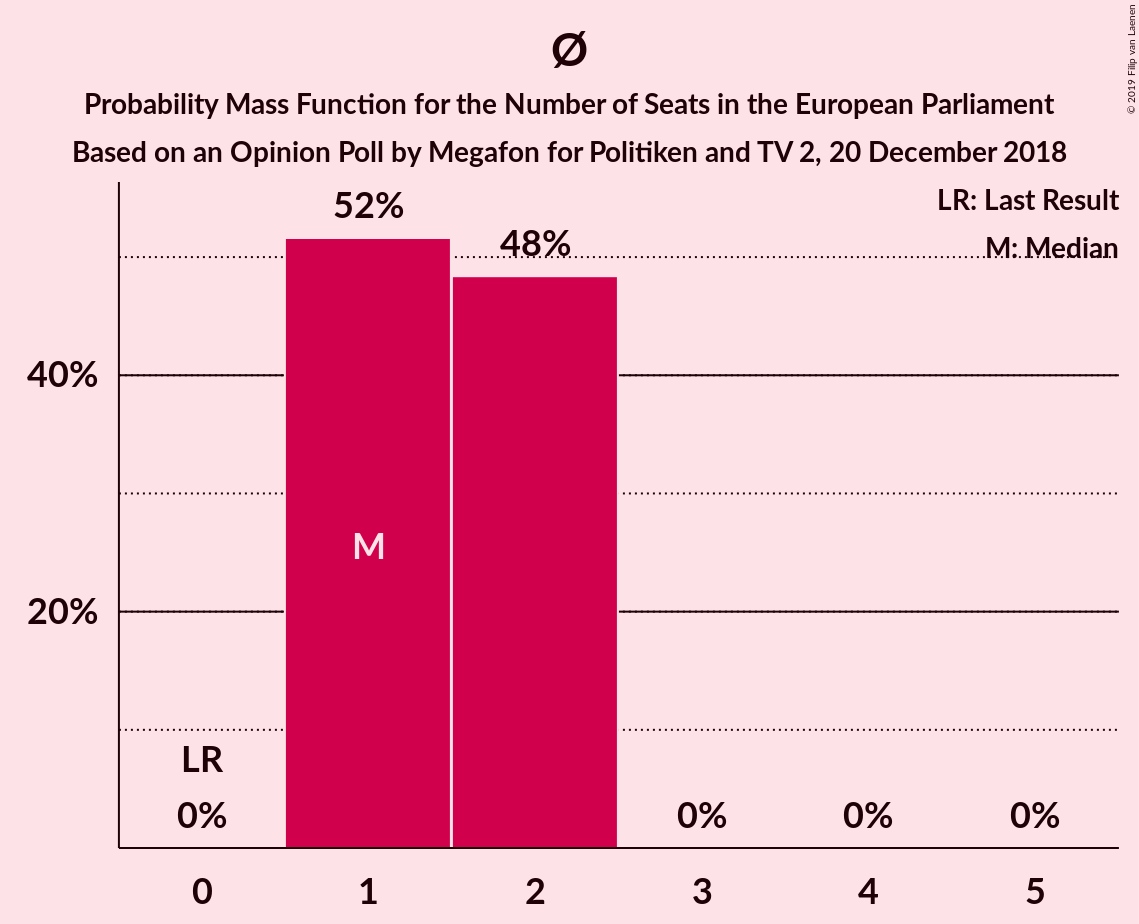 Ø
Probability Mass Function for the Number of Seats in the European Parliament
Based on an Opinion Poll by Megafon for Politiken and TV 2, 20 December 2018
© 2019 Filip van Laenen
LR: Last Result
M: Median
52%
48%
40%
20%
M
LR
0%
0%
0%
0%
0
1
2
3
4
5